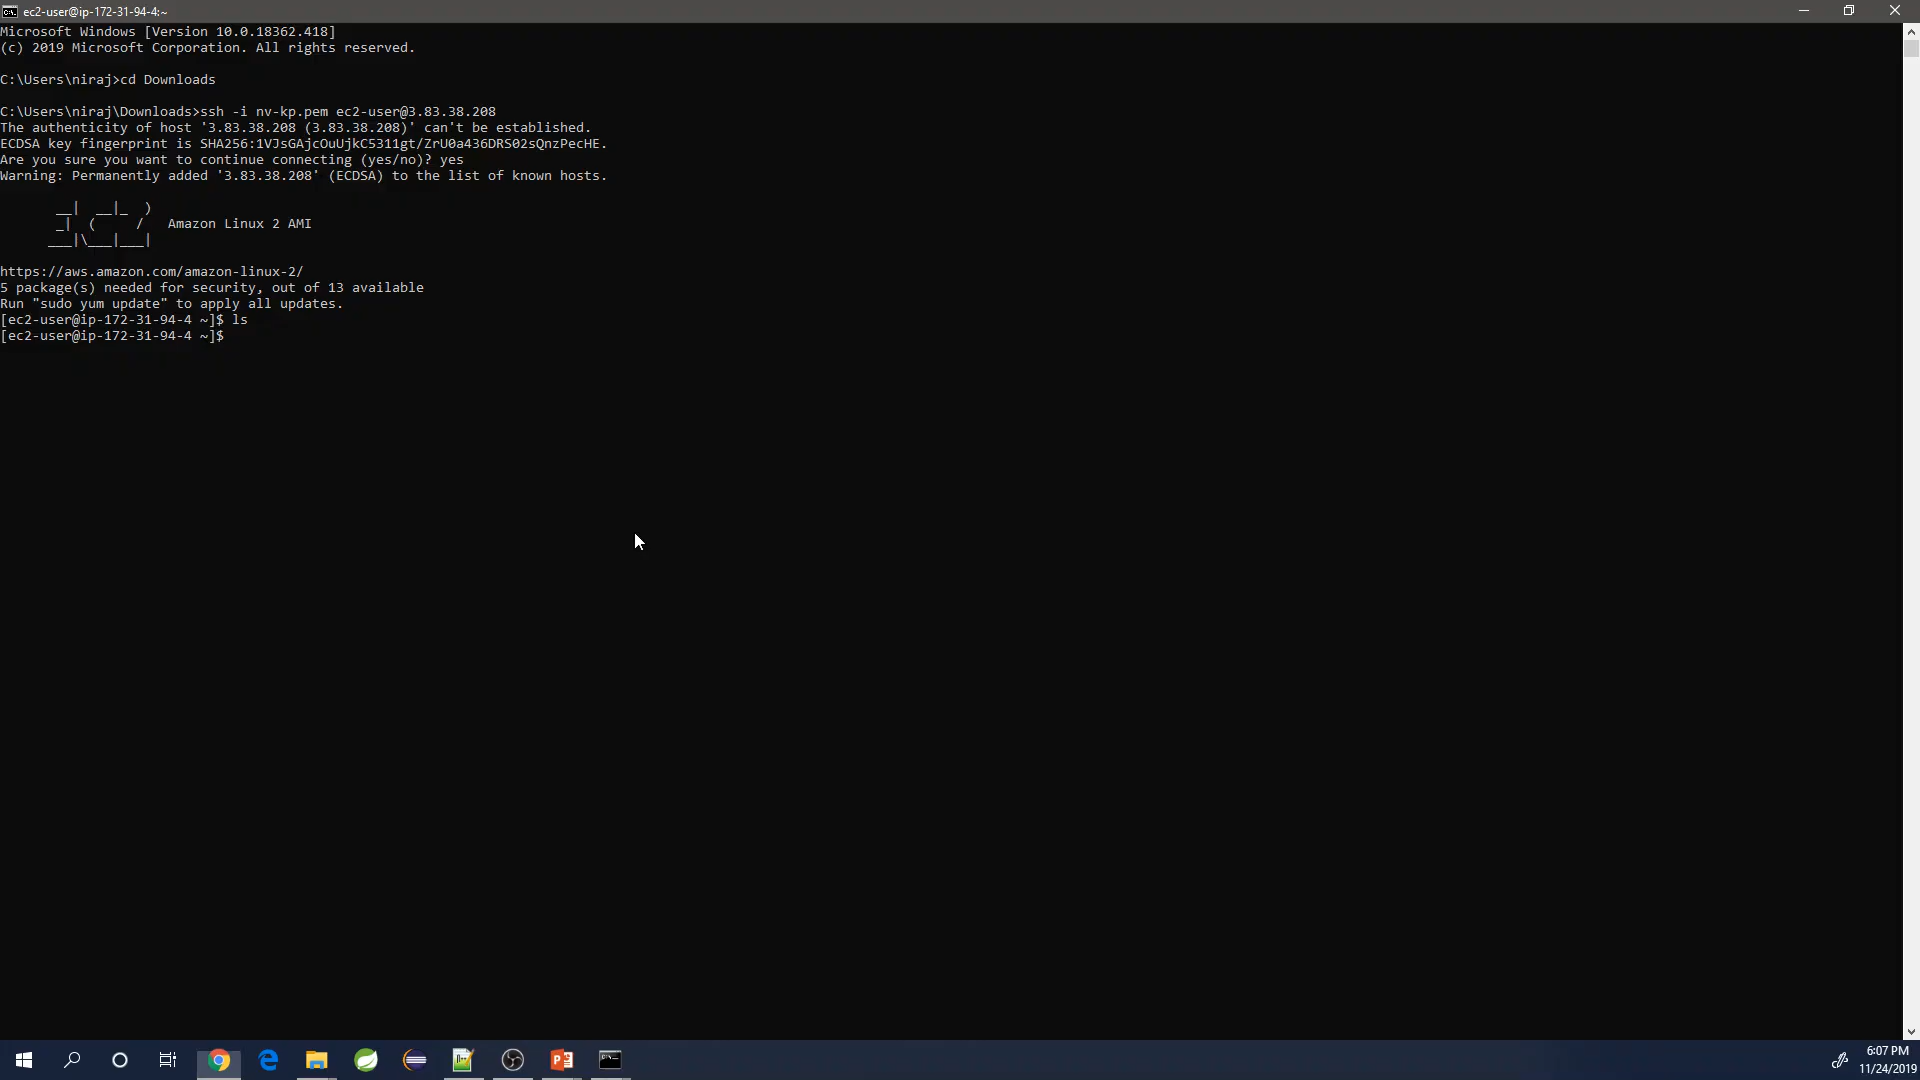 ec2-user@ip-172-31-94-4:~
Microsoft Windows [Version 10.0.18362.418]
(c) 2019 Microsoft Corporation. All rights reserved.
C:\Users\niraj>cd Downloads
C:\Users\niraj\Downloads>ssh -i nv-kp.pem ec2-user@3.83.38.208
The authenticity of host '3.83.38.208 (3.83.38.208)' can't be established.
ECDSA key fingerprint is SHA256:1VJsGAjcOuUjkC5311gt/ZrU0a436DRS02sQnzPecHE.
Are you sure you want to continue connecting (yes/no)? yes
Warning: Permanently added '3.83.38.208' (ECDSA) to the list of known hosts.
       __|  __|_  )
       _|  (     /   Amazon Linux 2 AMI
      ___|\___|___|
https://aws.amazon.com/amazon-linux-2/
5 package(s) needed for security, out of 13 available
Run "sudo yum update" to apply all updates.
[ec2-user@ip-172-31-94-4 ~]$ ls
[ec2-user@ip-172-31-94-4 ~]$
6:07 PM
11/24/2019